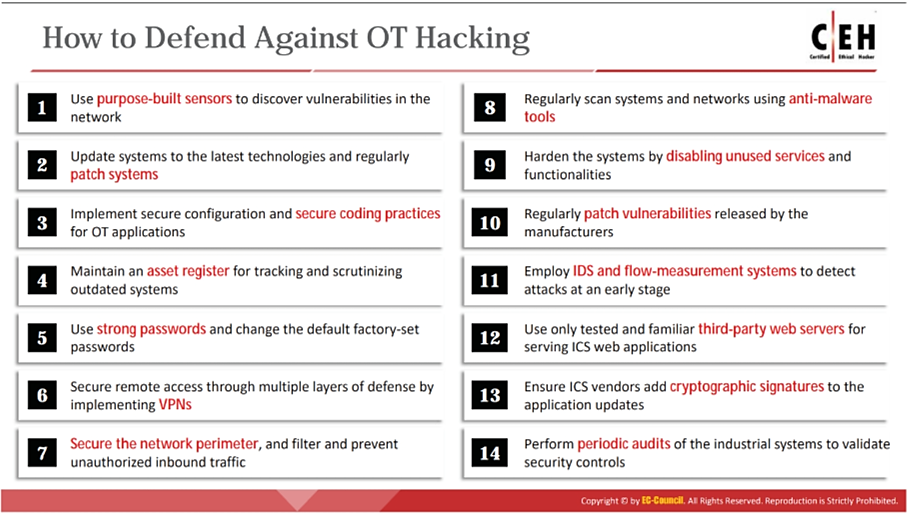 How to Defend Against OT Hacking
C|EH
Certified Ethical Hacker
1
Use purpose-built sensors to discover vulnerabilities in the
network
2
Update systems to the latest technologies and regularly
patch systems
3
Implement secure configuration and secure coding practices
for OT applications
4
Maintain an asset register for tracking and scrutinizing
outdated systems
5
Use strong passwords and change the default factory-set
passwords
6
Secure remote access through multiple layers of defense by
implementing VPNs
7
Secure the network perimeter, and filter and prevent
unauthorized inbound traffic
8
Regularly scan systems and networks using anti-malware
tools
9
Harden the systems by disabling unused services and
functionalities
10
Regularly patch vulnerabilities released by the
manufacturers
11
Employ IDS and flow-measurement systems to detect
attacks at an early stage
12
Use only tested and familiar third-party web servers for
serving ICS web applications
13
Ensure ICS vendors add cryptographic signatures to the
application updates
14
Perform periodic audits of the industrial systems to validate
security controls
Copyright © by EC-Council. All Rights Reserved. Reproduction is Strictly Prohibited.